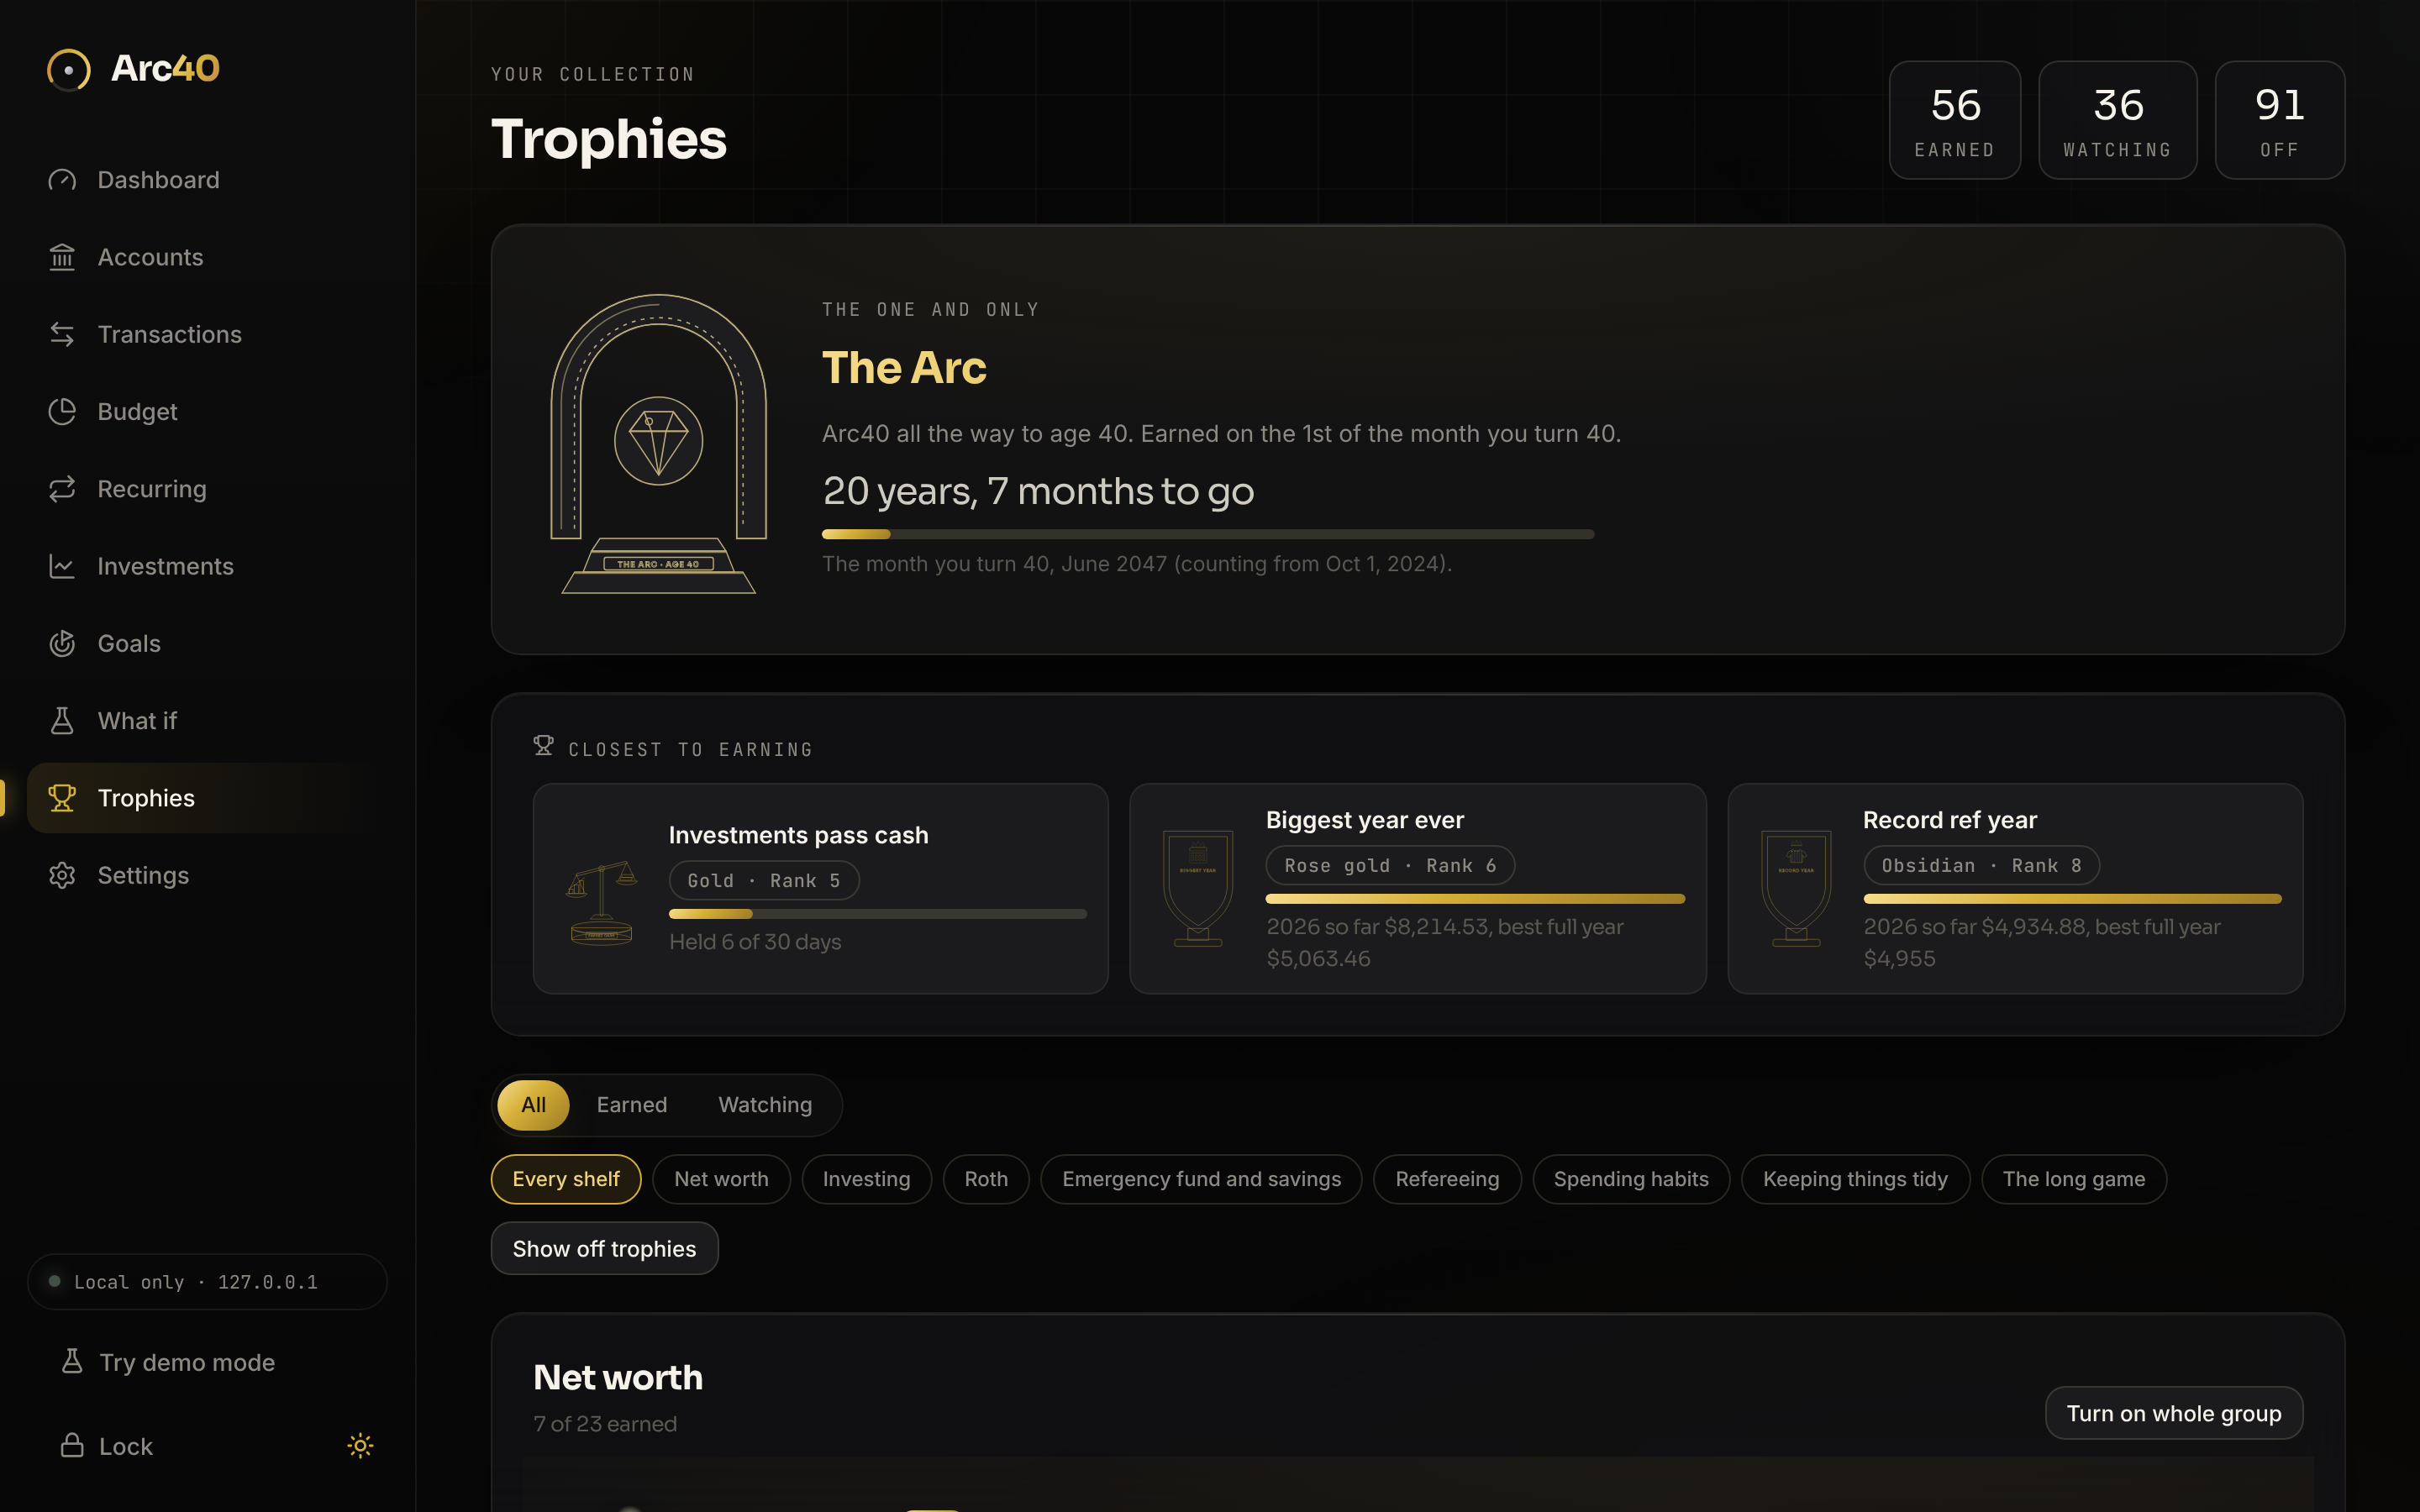 Arc40
Dashboard
Accounts
Transactions
Budget
Recurring
Investments
Goals
What if
Trophies
Settings
Local only · 127.0.0.1
Try demo mode
Lock
YOUR COLLECTION
Trophies
56
EARNED
36
WATCHING
91
OFF
THE ARC · AGE 40
THE ONE AND ONLY
The Arc
Arc40 all the way to age 40. Earned on the 1st of the month you turn 40.
20 years, 7 months to go
The month you turn 40, June 2047 (counting from Oct 1, 2024).
CLOSEST TO EARNING
Investments pass cash
Gold · Rank 5
Held 6 of 30 days
BIGGEST YEAR
Biggest year ever
Rose gold · Rank 6
2026 so far $8,214.53, best full year
$5,063.46
RECORD YEAR
Record ref year
Obsidian · Rank 8
2026 so far $4,934.88, best full year
$4,955
All
Earned
Watching
Every shelf
Net worth
Investing
Roth
Emergency fund and savings
Refereeing
Spending habits
Keeping things tidy
The long game
Show off trophies
Net worth
7 of 23 earned
Turn on whole group